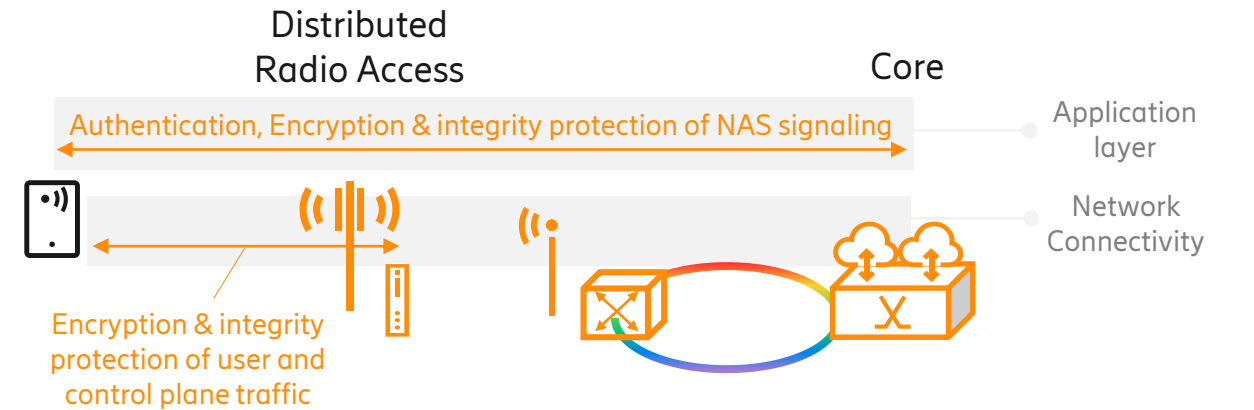 Distributed
Radio Access
Core
Authentication, Encryption & integrity protection of NAS signaling
Application
layer
Network
Connectivity
Encryption & integrity
protection of user and
control plane traffic